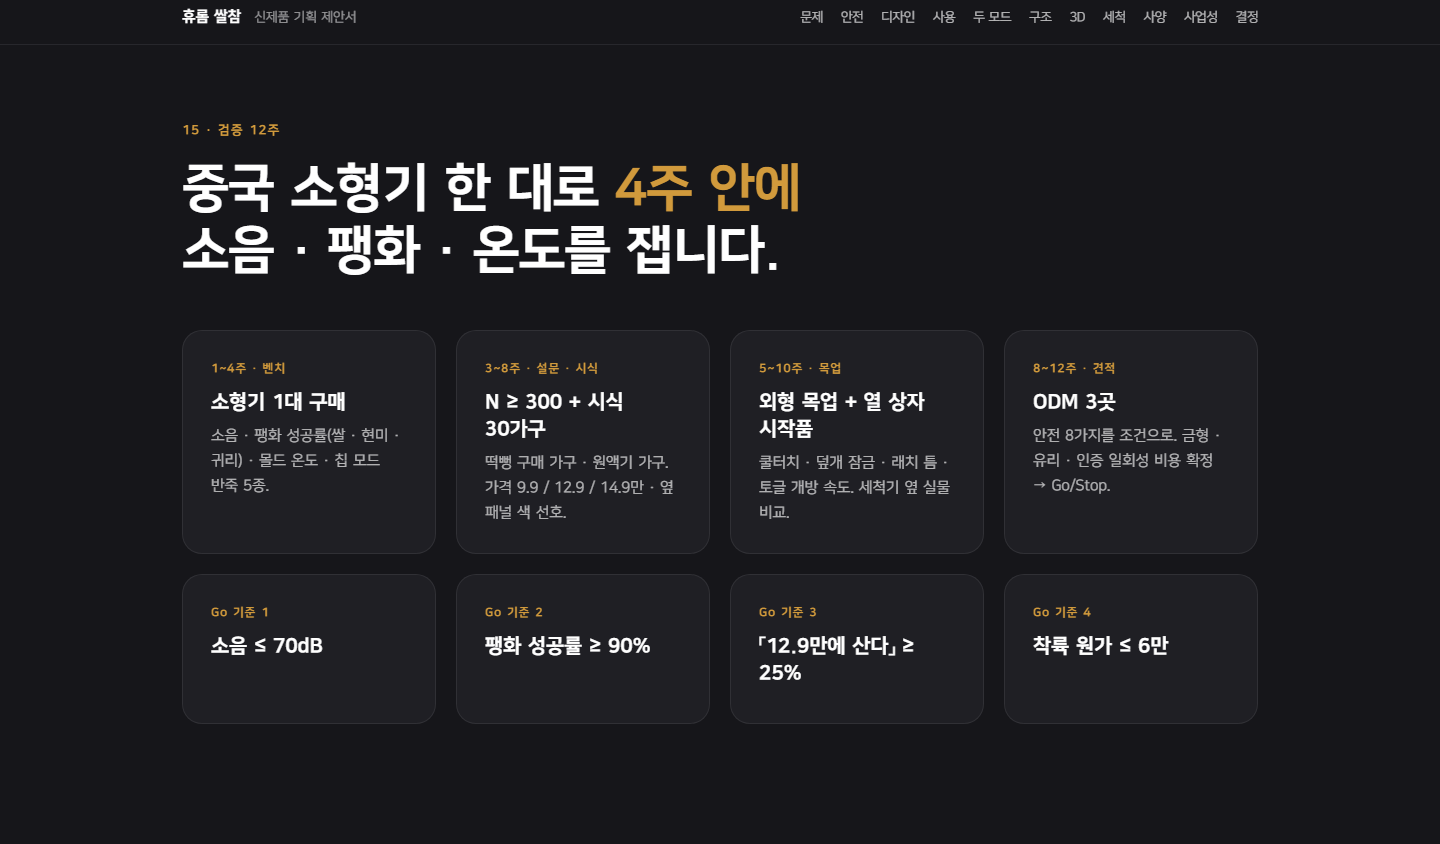 휴롬 쌀참 신제품 기획 제안서
문제 안전 디자인 사용 두 모드 구조 3D 세척 사양 사업성 결정
15 · 검증 12주
중국 소형기 한 대로 4주 안에
소음 · 팽화 · 온도를 잽니다.
1~4주 · 벤치
소형기 1대 구매
소음 · 팽화 성공률(쌀 · 현미 ·
귀리) · 몰드 온도 · 칩 모드
반죽 5종.
3~8주 · 설문 · 시식
N ≥ 300 + 시식
30가구
떡뻥 구매 가구 · 원액기 가구.
가격 9.9 / 12.9 / 14.9만 · 옆
패널 색 선호.
5~10주 · 목업
외형 목업 + 열 상자
시작품
쿨터치 · 덮개 잠금 · 래치 틈 ·
토글 개방 속도. 세척기 옆 실물
비교.
8~12주 · 견적
ODM 3곳
안전 8가지를 조건으로. 금형 ·
유리 · 인증 일회성 비용 확정
→ Go/Stop.
Go 기준 1
소음 ≤ 70dB
Go 기준 2
팽화 성공률 ≥ 90%
Go 기준 3
「12.9만에 산다」 ≥
25%
Go 기준 4
착륙 원가 ≤ 6만